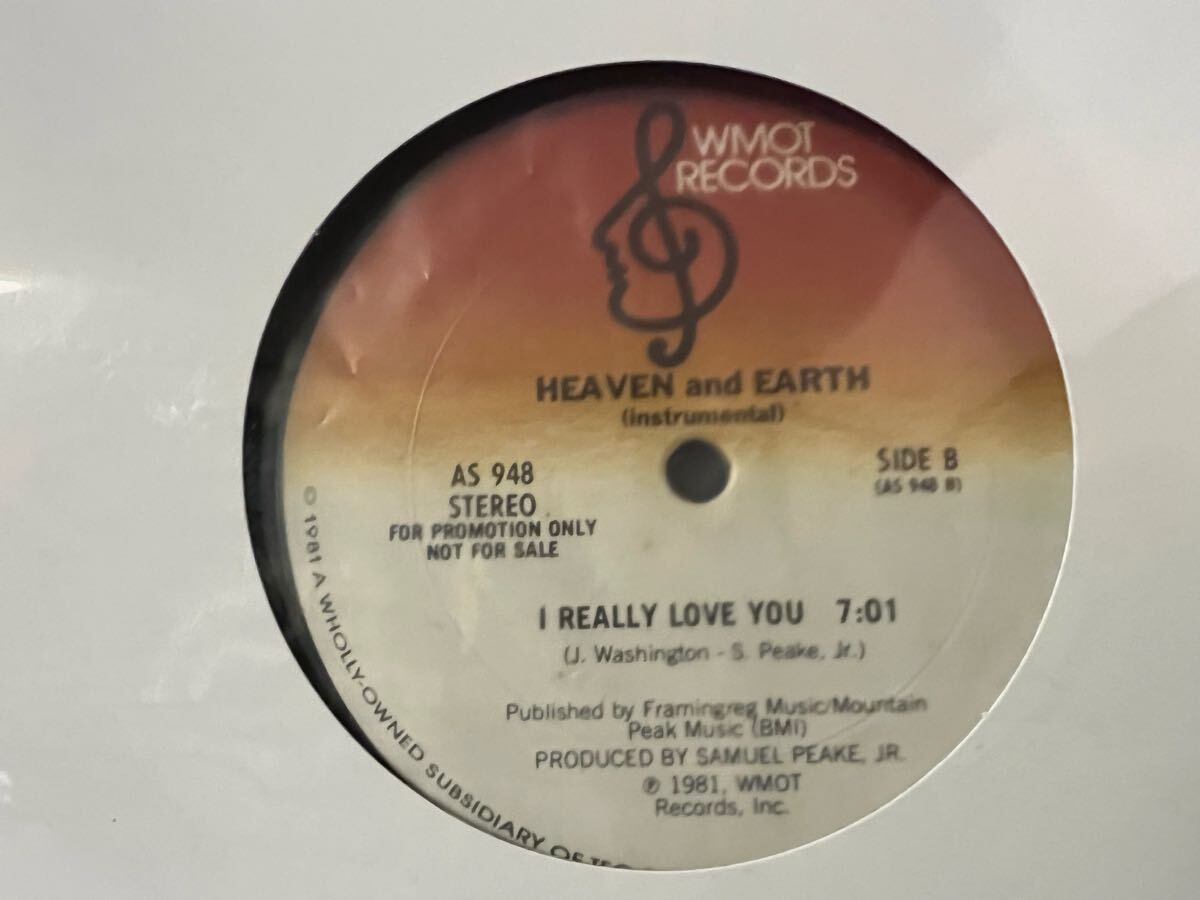 WMOT
RECORDS
HEAVEN and EARTH
(instrumental)
AS 948
STEREO
FOR PROMOTION ONLY
NOT FOR SALE
SIDE B
(AS 948 B)
I REALLY LOVE YOU 7:01
(J. Washington - S. Peake, Jr.)
Published by Framingreg Music/Mountain
Peak Music (BMI)
PRODUCED BY SAMUEL PEAKE, JR.
℗ 1981, WMOT
Records, Inc.
© 1981 A WHOLLY-OWNED SUBSIDIARY OF